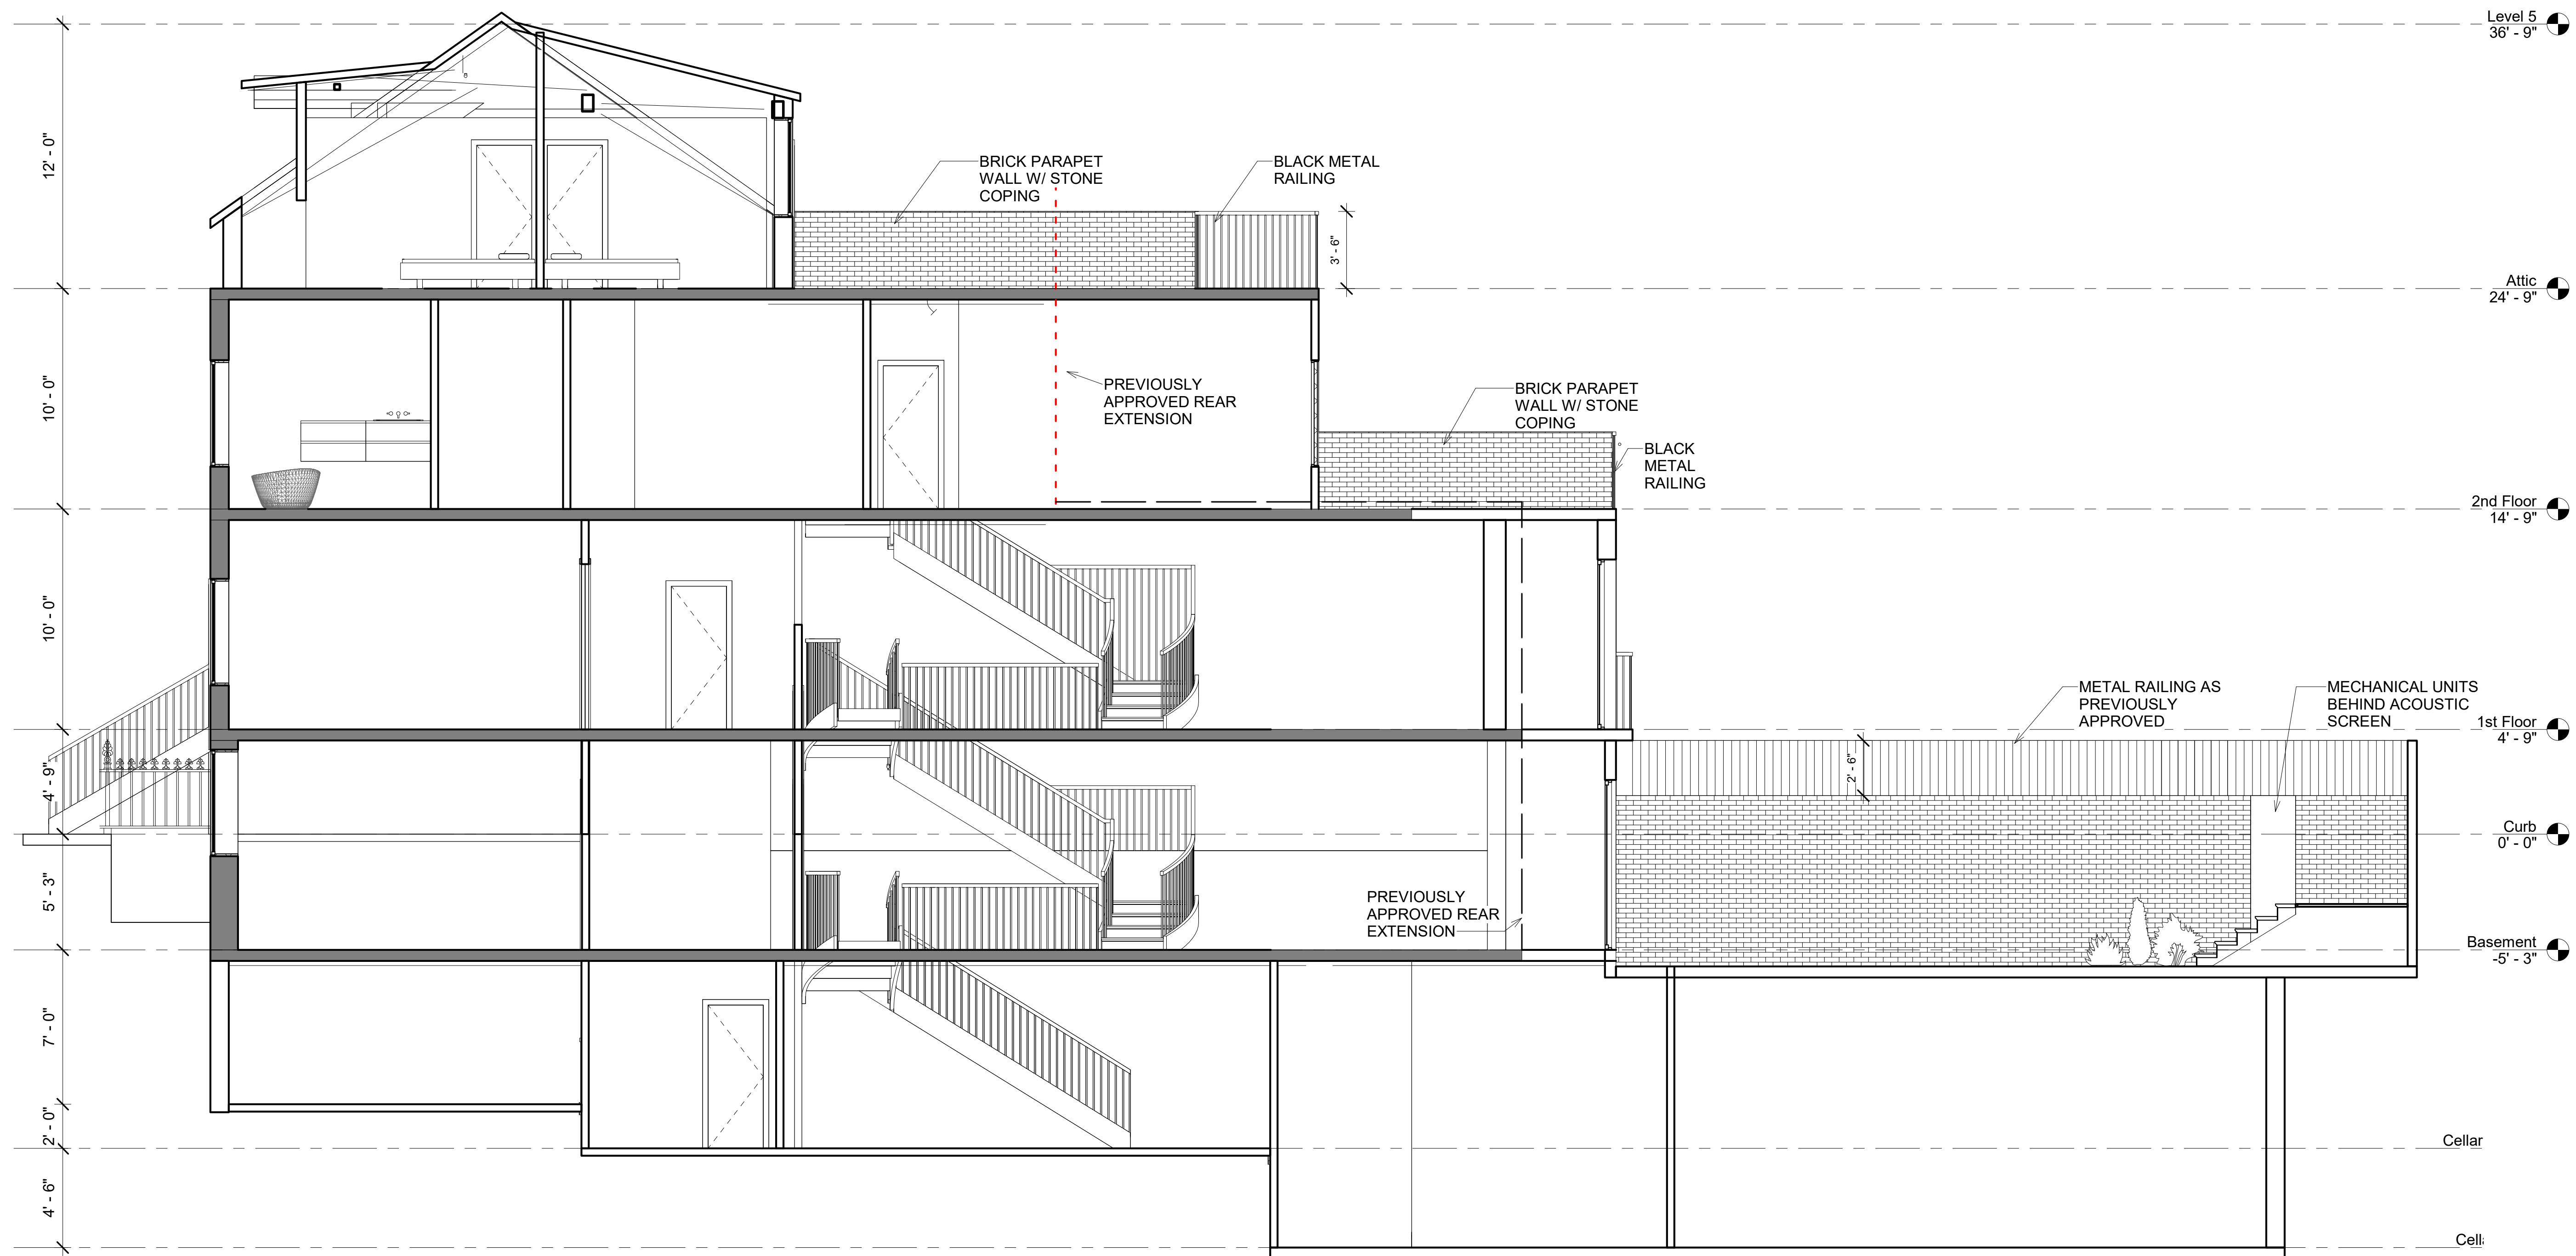 Level 5
36' - 9"
12' - 0"
BRICK PARAPET
WALL W/ STONE
COPING
BLACK METAL
RAILING
3' - 6"
Attic
24' - 9"
10' - 0"
PREVIOUSLY
APPROVED REAR
EXTENSION
BRICK PARAPET
WALL W/ STONE
COPING
BLACK
METAL
RAILING
2nd Floor
14' - 9"
10' - 0"
METAL RAILING AS
PREVIOUSLY
APPROVED
MECHANICAL UNITS
BEHIND ACOUSTIC
SCREEN
1st Floor
4' - 9"
4' - 9"
2' - 6"
Curb
0' - 0"
5' - 3"
PREVIOUSLY
APPROVED REAR
EXTENSION
Basement
-5' - 3"
7' - 0"
2' - 0"
Cellar
4' - 6"